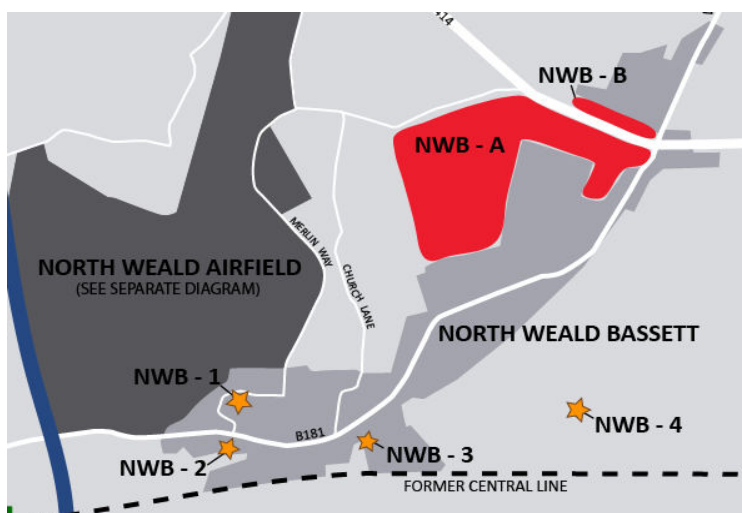 414
NWB - B
NWB - A
MERLIN WAY
CHURCH LANE
NORTH WEALD AIRFIELD
(SEE SEPARATE DIAGRAM)
NORTH WEALD BASSETT
NWB - 1
NWB - 2
B181
NWB - 3
NWB - 4
FORMER CENTRAL LINE